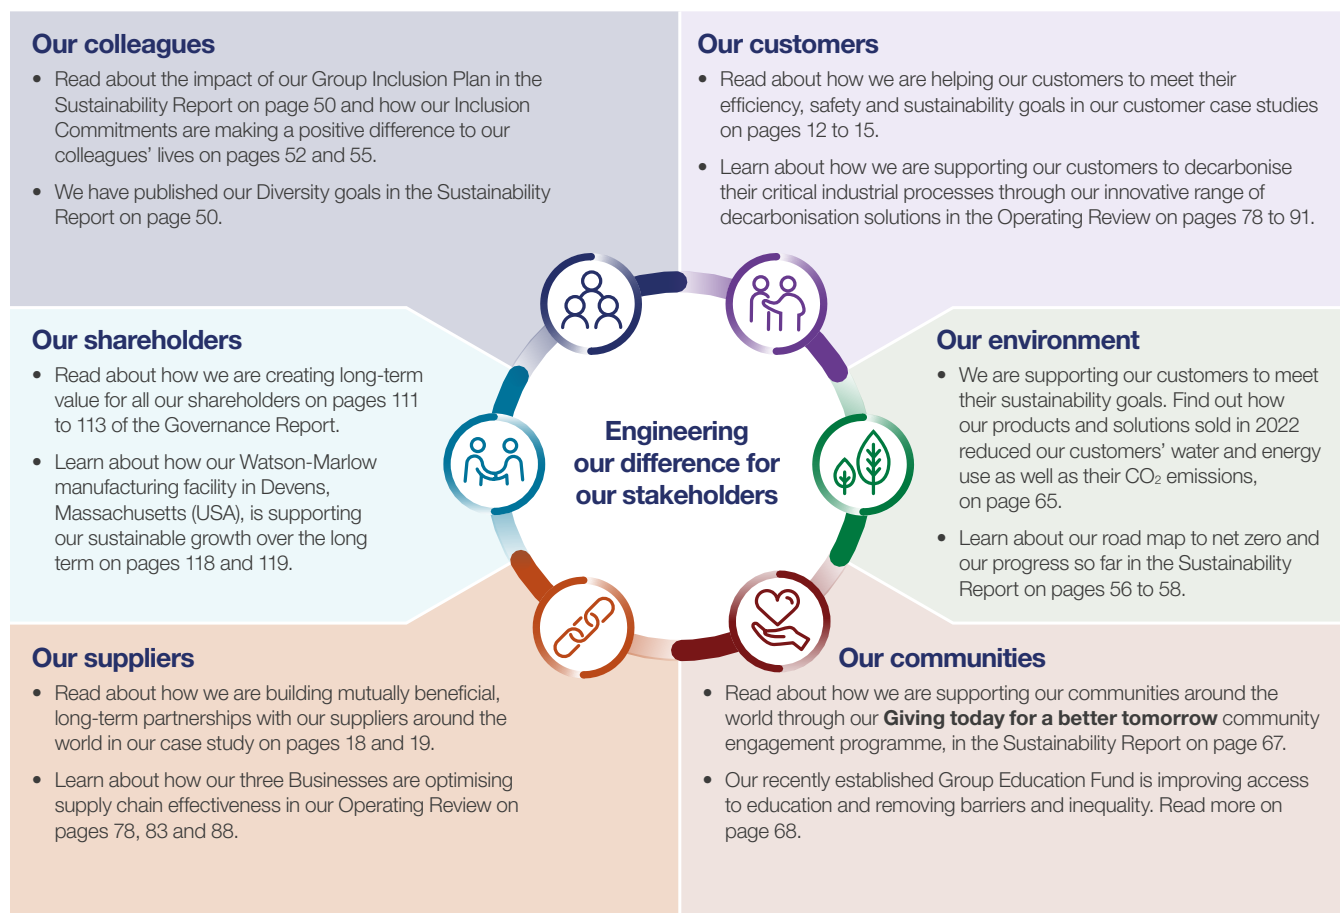 Our colleagues
• Read about the impact of our Group Inclusion Plan in the
Sustainability Report on page 50 and how our Inclusion
Commitments are making a positive difference to our
colleagues’ lives on pages 52 and 55.
• We have published our Diversity goals in the Sustainability
Report on page 50.
Our customers
• Read about how we are helping our customers to meet their
efficiency, safety and sustainability goals in our customer case studies
on pages 12 to 15.
• Learn about how we are supporting our customers to decarbonise
their critical industrial processes through our innovative range of
decarbonisation solutions in the Operating Review on pages 78 to 91.
Our shareholders
• Read about how we are creating long-term
value for all our shareholders on pages 111
to 113 of the Governance Report.
• Learn about how our Watson-Marlow
manufacturing facility in Devens,
Massachusetts (USA), is supporting
our sustainable growth over the long
term on pages 118 and 119.
Engineering
our difference for
our stakeholders
Our environment
• We are supporting our customers to meet
their sustainability goals. Find out how
our products and solutions sold in 2022
reduced our customers’ water and energy
use as well as their CO₂ emissions,
on page 65.
• Learn about our road map to net zero and
our progress so far in the Sustainability
Report on pages 56 to 58.
Our suppliers
• Read about how we are building mutually beneficial,
long-term partnerships with our suppliers around the
world in our case study on pages 18 and 19.
• Learn about how our three Businesses are optimising
supply chain effectiveness in our Operating Review on
pages 78, 83 and 88.
Our communities
• Read about how we are supporting our communities around the
world through our Giving today for a better tomorrow community
engagement programme, in the Sustainability Report on page 67.
• Our recently established Group Education Fund is improving access
to education and removing barriers and inequality. Read more on
page 68.